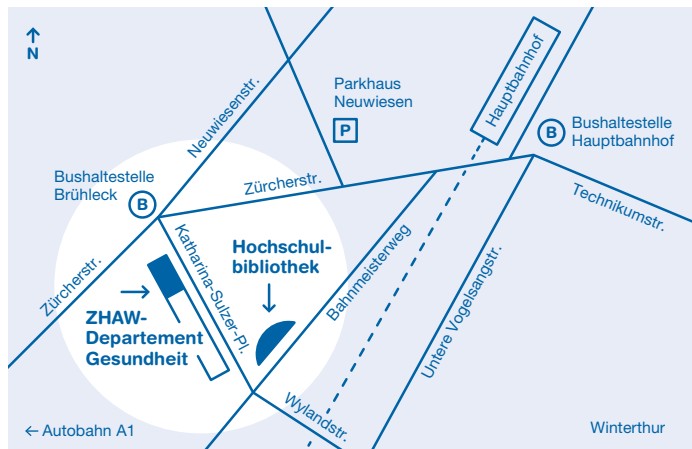 N
Neuwiesenstr.
Parkhaus
Neuwiesen
P
Hauptbahnhof
B
Bushaltestelle
Hauptbahnhof
Bushaltestelle
Brühleck
B
Zürcherstr.
Technikumstr.
Zürcherstr.
Katharina-Sulzer-Pl.
Hochschul-
bibliothek
Bahnmeisterweg
Untere Vogelsangstr.
ZHAW-
Departement
Gesundheit
Wylandstr.
← Autobahn A1
Winterthur